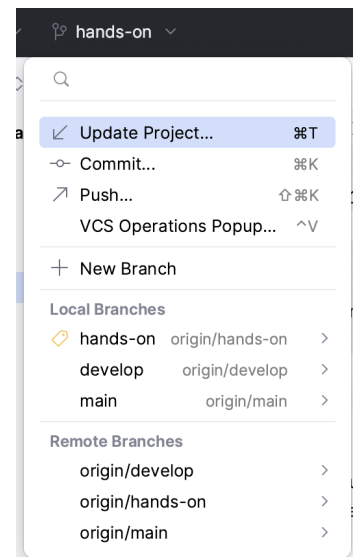 hands-on
Update Project... ⌘T
Commit... ⌘K
Push... ⇧⌘K
VCS Operations Popup... ^V
New Branch
Local Branches
hands-on origin/hands-on
develop origin/develop
main origin/main
Remote Branches
origin/develop
origin/hands-on
origin/main